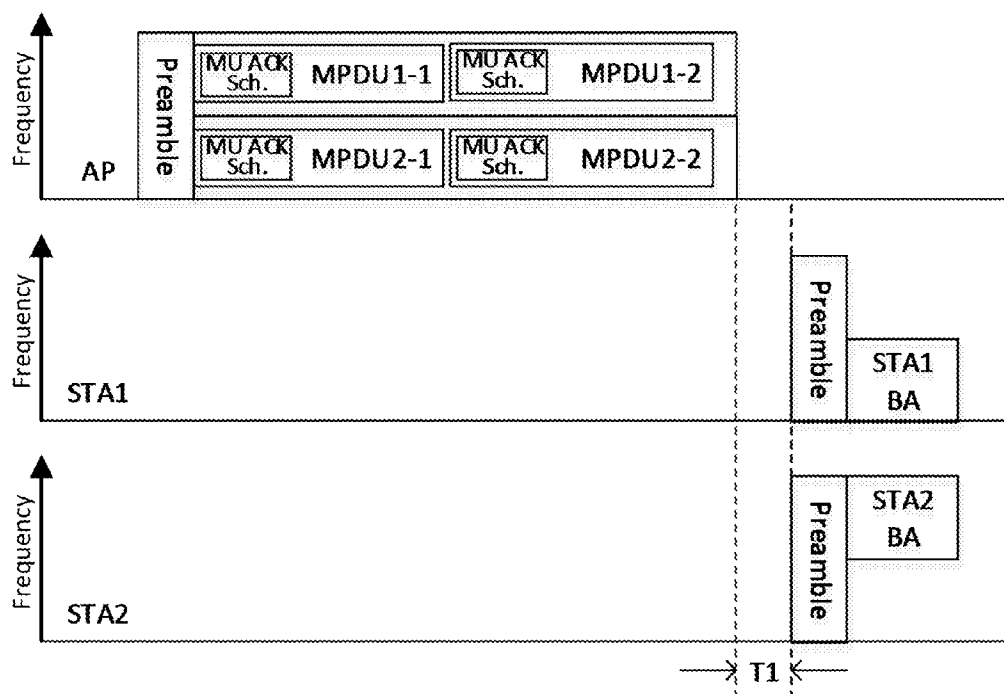 Frequency
AP
Preamble
MU ACK
Sch.
MPDU1-1
MU ACK
Sch.
MPDU1-2
MU ACK
Sch.
MPDU2-1
MU ACK
Sch.
MPDU2-2
Frequency
STA1
Preamble
STA1
BA
Frequency
STA2
Preamble
STA2
BA
T1